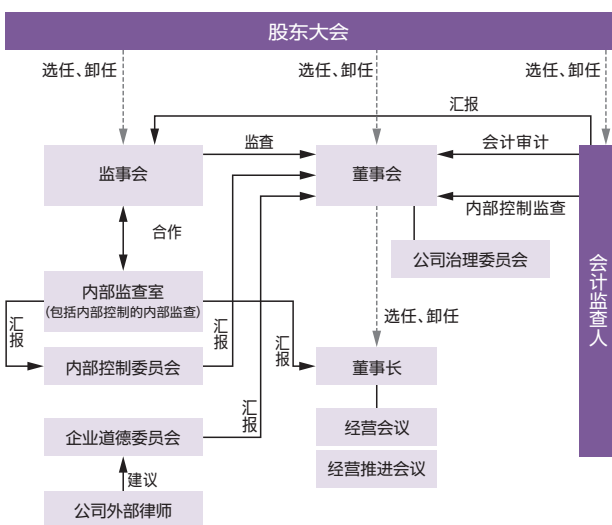 股东大会
选任、卸任
选任、卸任
选任、卸任
汇报
监事会
监查
董事会
会计审计
内部控制监查
合作
公司治理委员会
会计监查人
内部监查室
(包括内部控制的内部监查)
选任、卸任
汇报
汇报
汇报
内部控制委员会
董事长
汇报
企业道德委员会
经营会议
建议
经营推进会议
公司外部律师